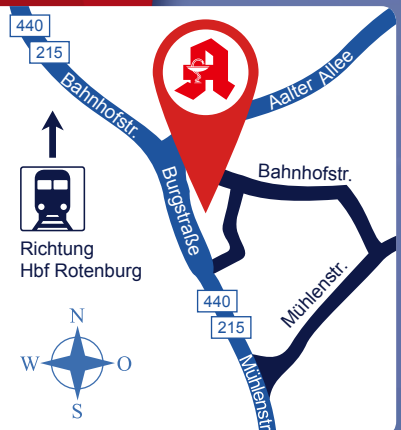 440
215
Bahnhofstr.
Aalter Allee
Bahnhofstr.
Burgstraße
Richtung
Hbf Rotenburg
Mühlenstr.
440
215
N
W
O
S
Mühlenstr